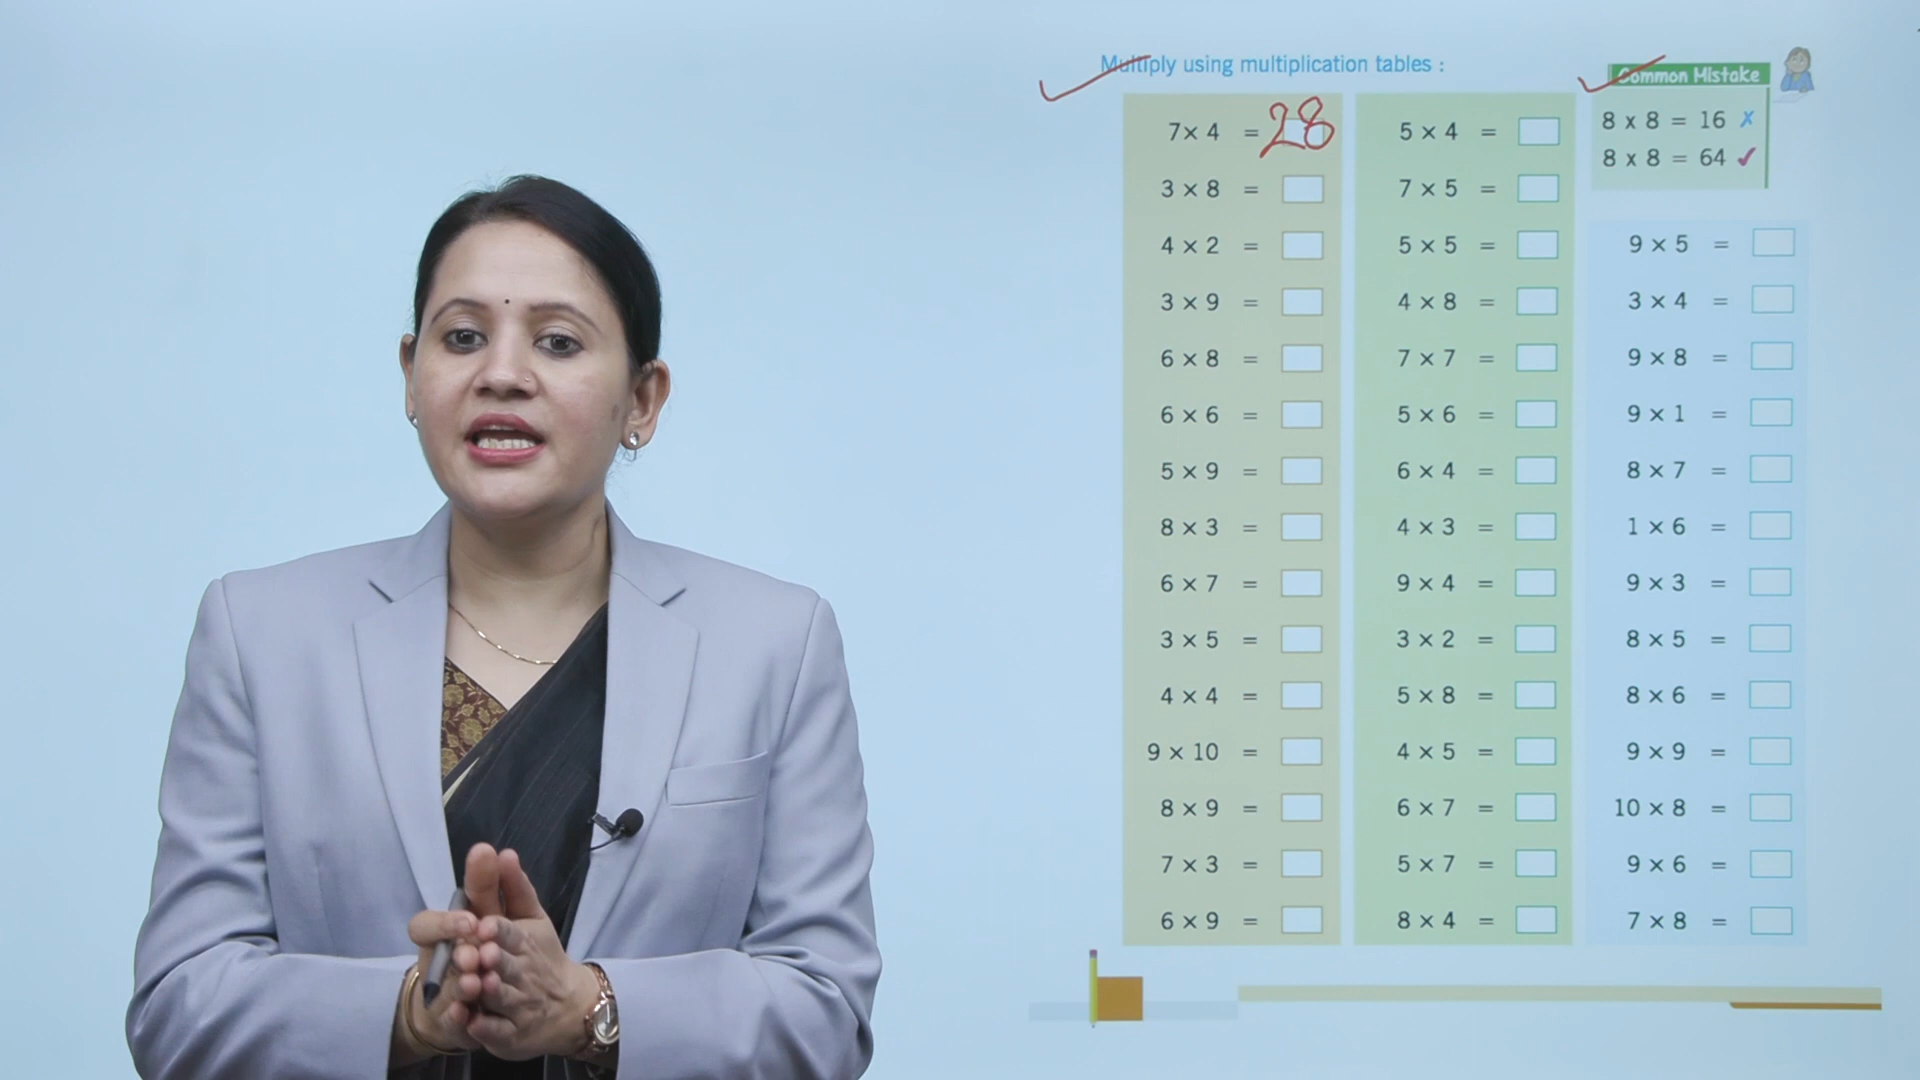 Multiply using multiplication tables :
7 × 4 = 28
3 × 8 =
4 × 2 =
3 × 9 =
6 × 8 =
6 × 6 =
5 × 9 =
8 × 3 =
6 × 7 =
3 × 5 =
4 × 4 =
9 × 10 =
8 × 9 =
7 × 3 =
6 × 9 =
5 × 4 =
7 × 5 =
5 × 5 =
4 × 8 =
7 × 7 =
5 × 6 =
6 × 4 =
4 × 3 =
9 × 4 =
3 × 2 =
5 × 8 =
4 × 5 =
6 × 7 =
5 × 7 =
8 × 4 =
Common Mistake
8 x 8 = 16 ✗
8 x 8 = 64 ✓
9 × 5 =
3 × 4 =
9 × 8 =
9 × 1 =
8 × 7 =
1 × 6 =
9 × 3 =
8 × 5 =
8 × 6 =
9 × 9 =
10 × 8 =
9 × 6 =
7 × 8 =